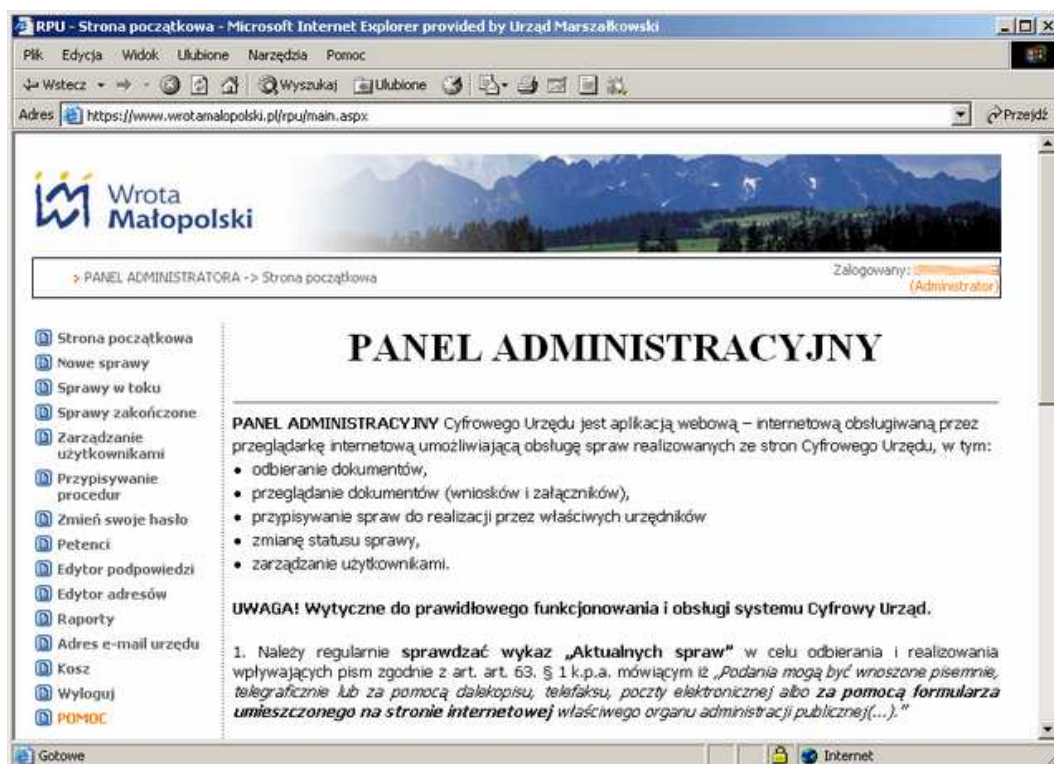 RPU - Strona początkowa - Microsoft Internet Explorer provided by Urząd Marszałkowski
Plik Edycja Widok Ulubione Narzędzia Pomoc
Wstecz Wyszukaj Ulubione
Adres https://www.wrotamalopolski.pl/rpu/main.aspx Przejdź
Wrota
Małopolski
> PANEL ADMINISTRATORA -> Strona początkowa
Zalogowany:
(Administrator)
Strona początkowa
Nowe sprawy
Sprawy w toku
Sprawy zakończone
Zarządzanie
użytkownikami
Przypisywanie
procedur
Zmień swoje hasło
Petenci
Edytor podpowiedzi
Edytor adresów
Raporty
Adres e-mail urzędu
Kosz
Wyloguj
POMOC
PANEL ADMINISTRACYJNY
PANEL ADMINISTRACYJNY Cyfrowego Urzędu jest aplikacją webową – internetową obsługiwaną przez
przeglądarkę internetową umożliwiającą obsługę spraw realizowanych ze stron Cyfrowego Urzędu, w tym:
• odbieranie dokumentów,
• przeglądanie dokumentów (wniosków i załączników),
• przypisywanie spraw do realizacji przez właściwych urzędników
• zmianę statusu sprawy,
• zarządzanie użytkownikami.
UWAGA! Wytyczne do prawidłowego funkcjonowania i obsługi systemu Cyfrowy Urząd.
1. Należy regularnie sprawdzać wykaz „Aktualnych spraw" w celu odbierania i realizowania
wpływających pism zgodnie z art. art. 63. § 1 k.p.a. mówiącym iż „Podania mogą być wnoszone pisemnie,
telegraficznie lub za pomocą dalekopisu, telefaksu, poczty elektronicznej albo za pomocą formularza
umieszczonego na stronie internetowej właściwego organu administracji publicznej(...)."
Gotowe Internet